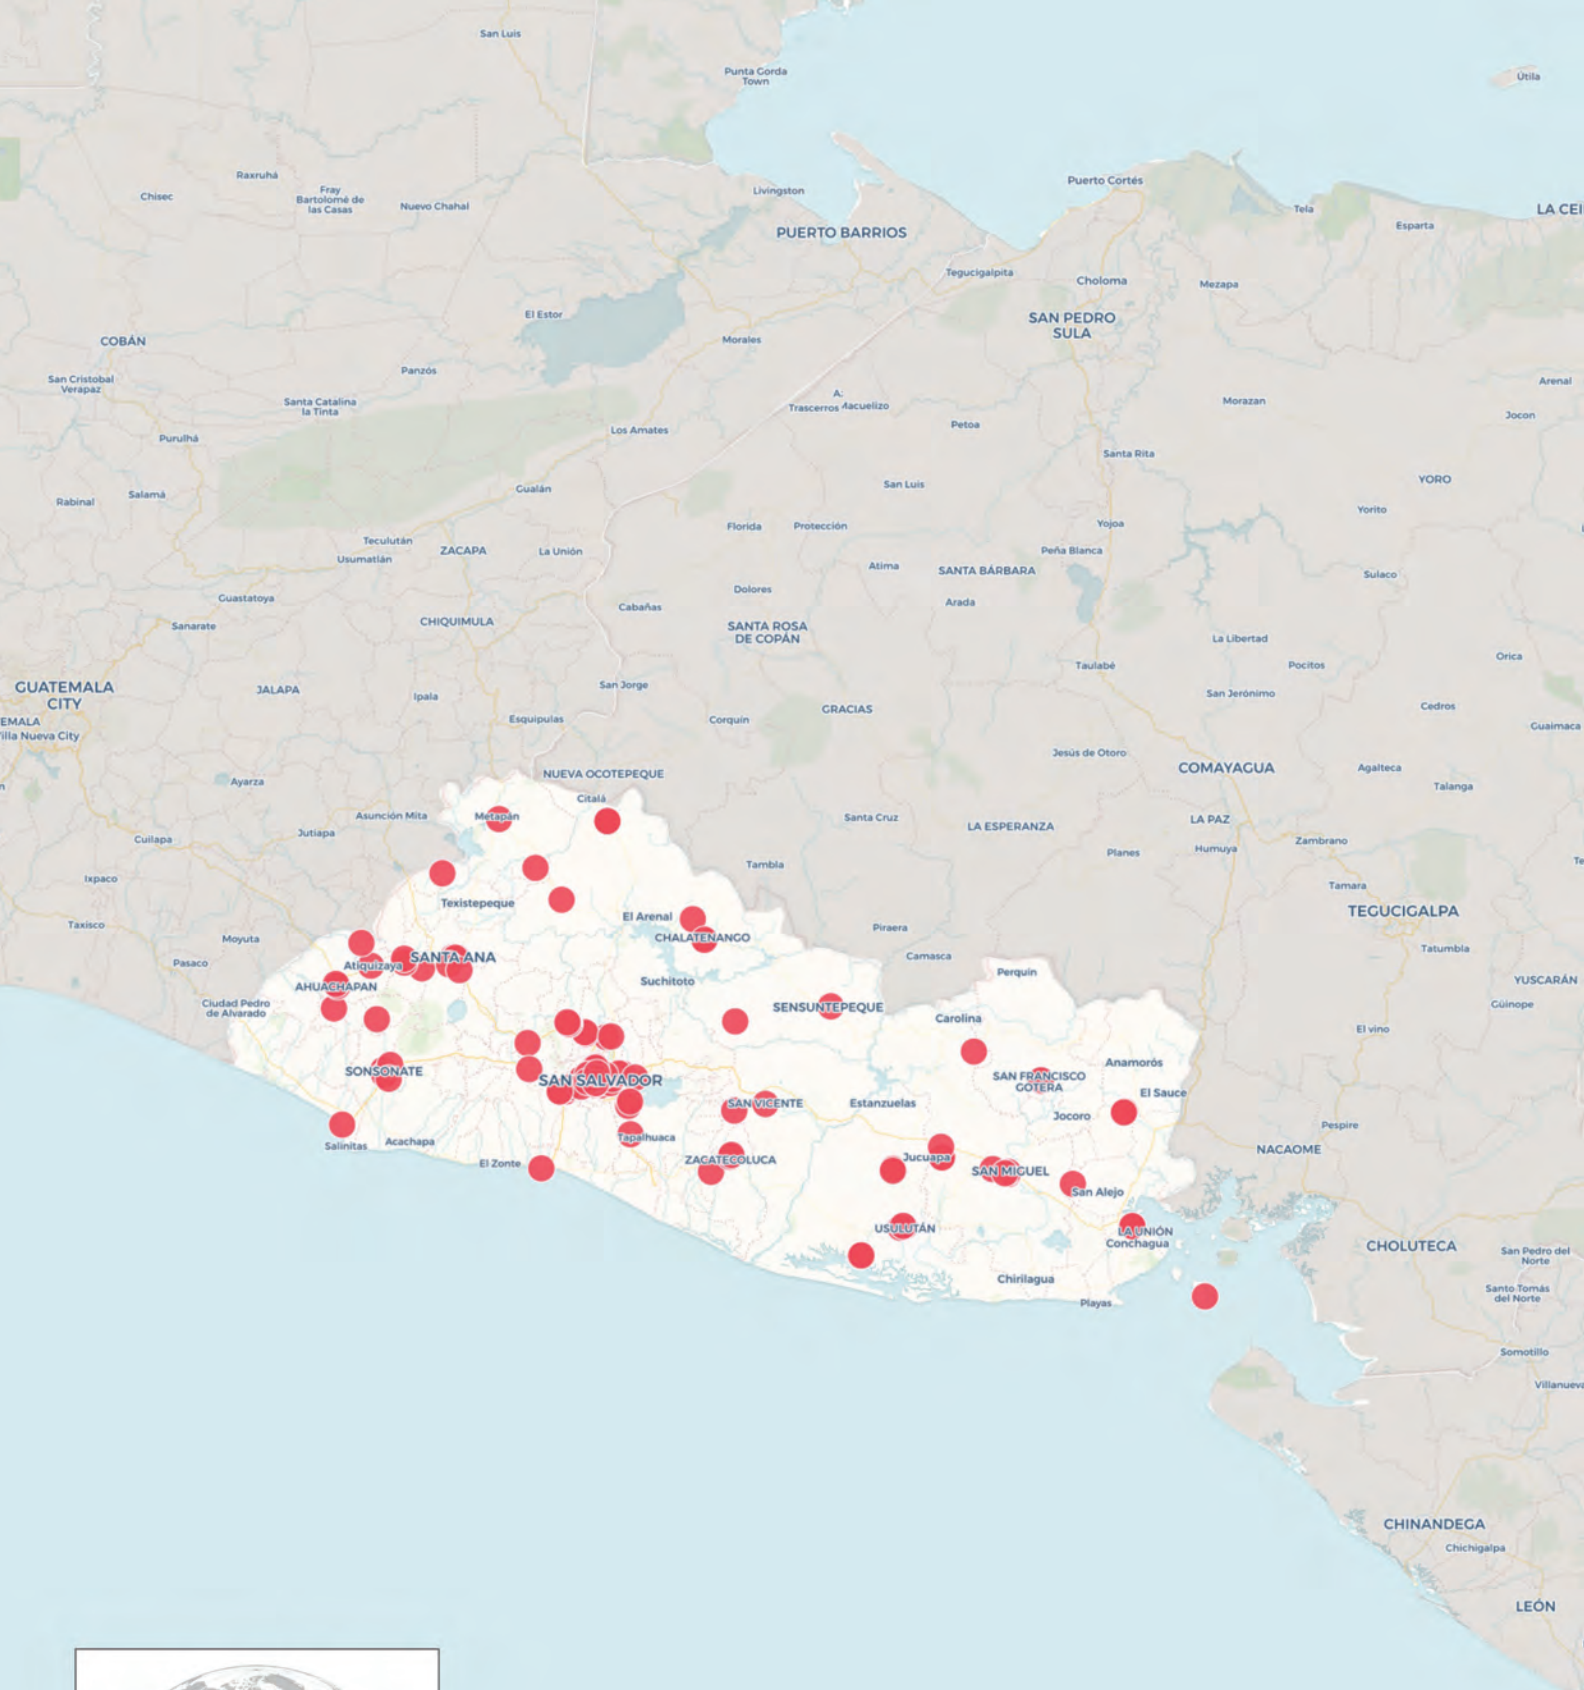 San Luis
Punta Gorda
Town
Útila
Raxruhá
Chisec
Fray
Bartolomé de
las Casas
Nuevo Chahal
Livingston
Puerto Cortés
Tela
LA CEI
Esparta
PUERTO BARRIOS
Tegucigalpita
Choloma
Mezapa
El Estor
SAN PEDRO
SULA
COBÁN
Morales
San Cristobal
Verapaz
Panzós
Arenal
Santa Catalina
la Tinta
A:
Trascerros
Macuelizo
Morazan
Jocon
Purulhá
Los Amates
Petoa
Santa Rita
Rabinal
Salamá
Gualán
San Luis
YORO
Yorito
Florida
Protección
Yojoa
Teculután
Usumatlán
ZACAPA
La Unión
Peña Blanca
Atima
SANTA BÁRBARA
Sulaco
Guastatoya
Dolores
Arada
Cabañas
Sanarate
CHIQUIMULA
SANTA ROSA
DE COPÁN
La Libertad
Orica
Taulabé
Pocitos
GUATEMALA
CITY
JALAPA
Ipala
San Jorge
San Jerónimo
EMALA
illa Nueva City
Esquipulas
Corquín
GRACIAS
Cedros
Guaimaca
Jesús de Otoro
COMAYAGUA
Agalteca
n
Ayarza
NUEVA OCOTEPEQUE
Talanga
Citalá
Asunción Mita
Metapán
Santa Cruz
LA ESPERANZA
LA PAZ
Cuilapa
Jutiapa
Zambrano
Humuya
Planes
Te
Tambla
Ixpaco
Tamara
Texistepeque
TEGUCIGALPA
Taxisco
El Arenal
Piraera
Moyuta
CHALATENANGO
Tatumbla
Pasaco
Atiquizaya
SANTA ANA
Camasca
Perquín
AHUACHAPAN
Suchitoto
YUSCARÁN
Ciudad Pedro
de Alvarado
SENSUNTEPEQUE
Güinope
Carolina
El vino
SONSONATE
SAN SALVADOR
SAN FRANCISCO
GOTERA
Anamorós
El Sauce
SAN VICENTE
Estanzuelas
Jocoro
Pespire
Salinitas
Acachapa
Tapalhuaca
NACAOME
El Zonte
ZACATECOLUCA
Jucuapa
SAN MIGUEL
San Alejo
USULUTÁN
LA UNIÓN
Conchagua
CHOLUTECA
San Pedro del
Norte
Chirilagua
Santo Tomás
del Norte
Playas
Somotillo
Villanueva
CHINANDEGA
Chichigalpa
LEÓN